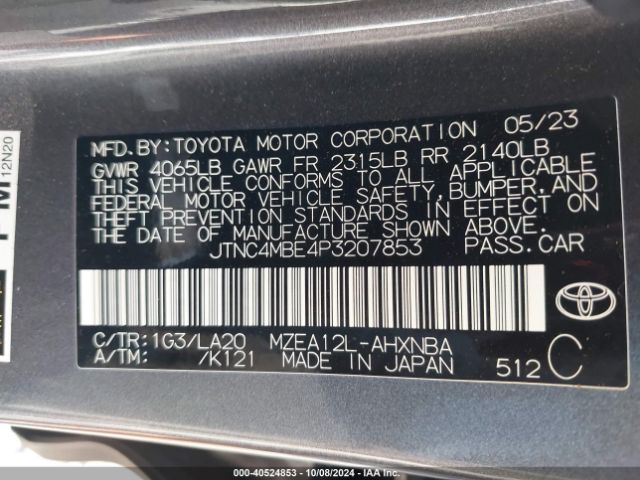 MFD.BY:TOYOTA MOTOR CORPORATION 05/23
GVWR 4065LB GAWR FR 2315LB RR 2140LB
THIS VEHICLE CONFORMS TO ALL APPLICABLE
FEDERAL MOTOR VEHICLE SAFETY,BUMPER,AND
THEFT PREVENTION STANDARDS IN EFFECT ON
THE DATE OF MANUFACTURE SHOWN ABOVE.
JTNC4MBE4P3207853 PASS.CAR
C/TR:1G3/LA20 MZEA12L-AHXNBA
A/TM: /K121 MADE IN JAPAN 512 C
12N20
000-40524853 | 10/08/2024 | IAA Inc.